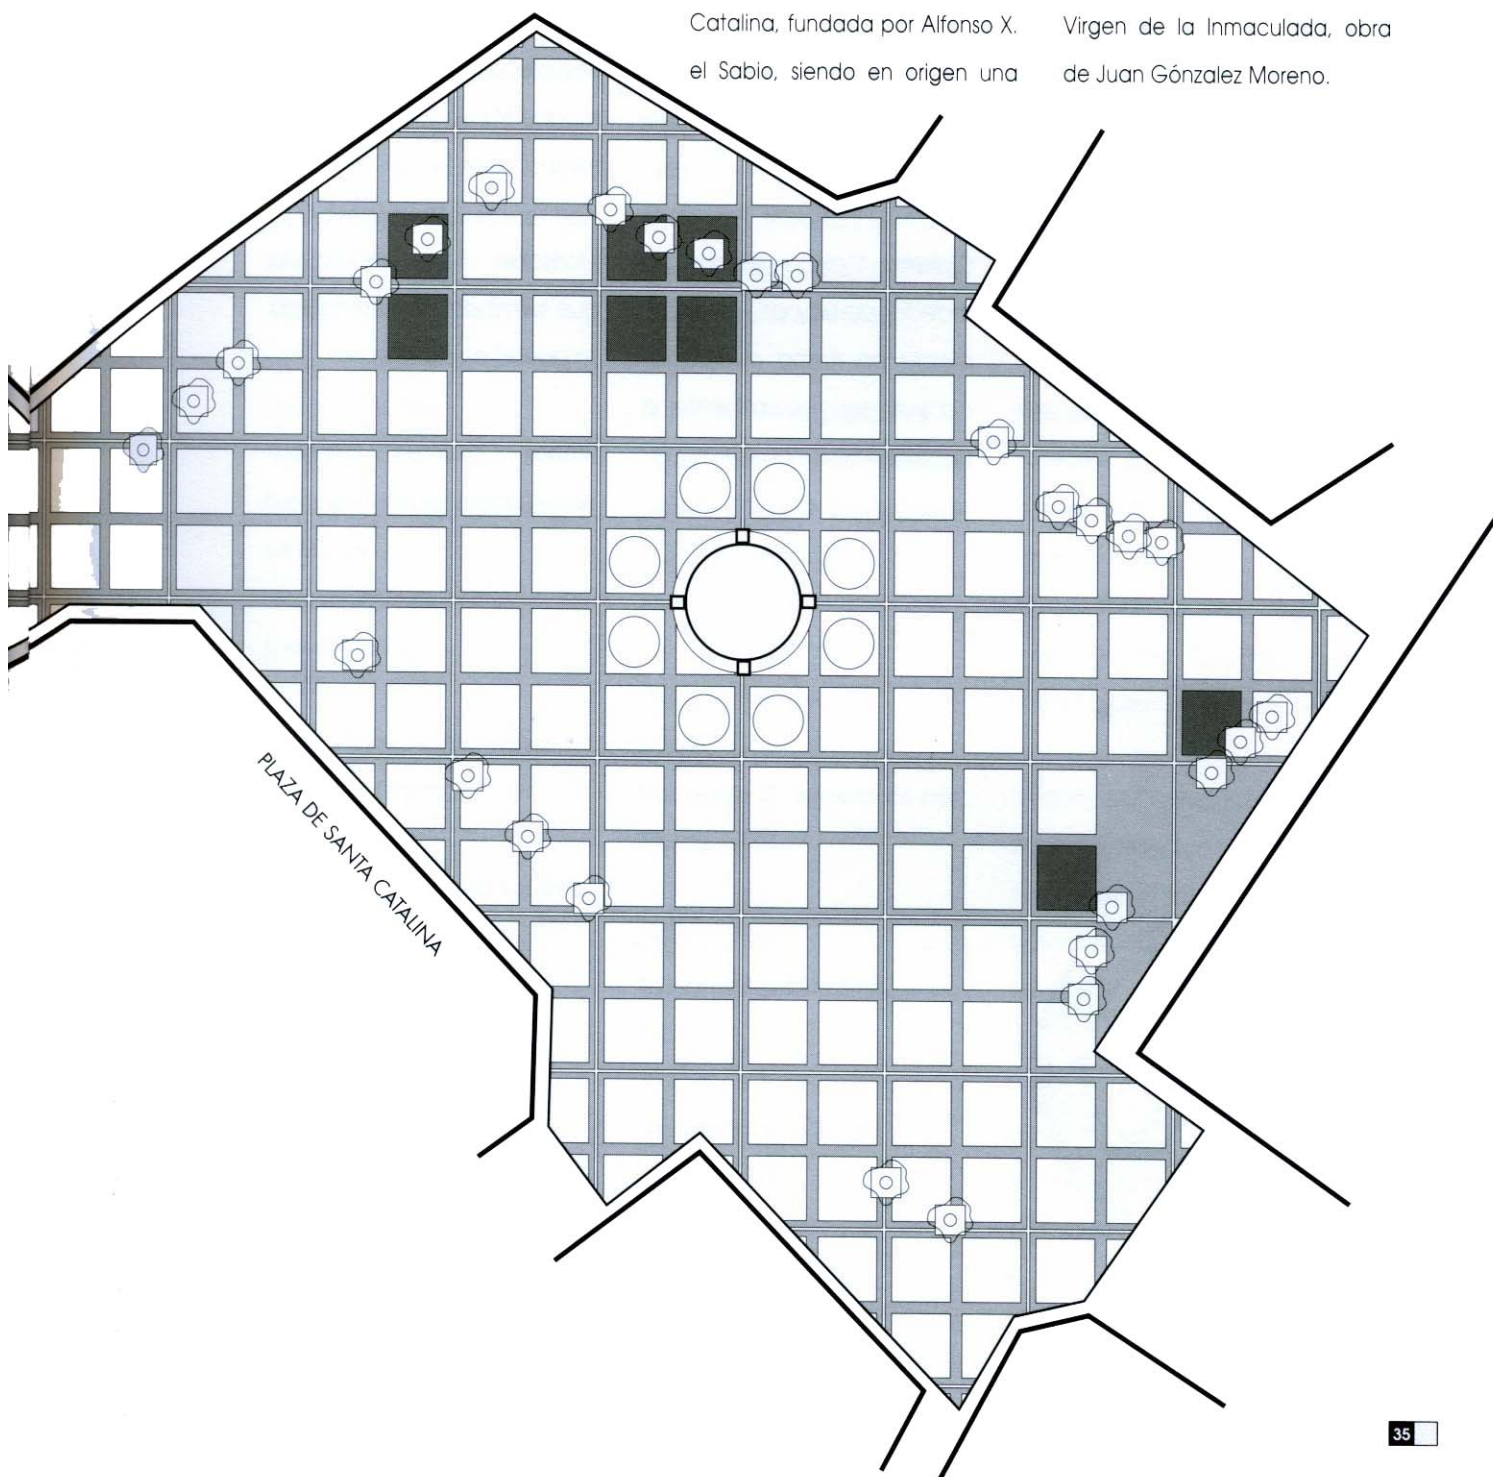 Catalina, fundada por Alfonso X.
el Sabio, siendo en origen una
Virgen de la Inmaculada, obra
de Juan Gónzalez Moreno.
PLAZA DE SANTA CATALINA
35